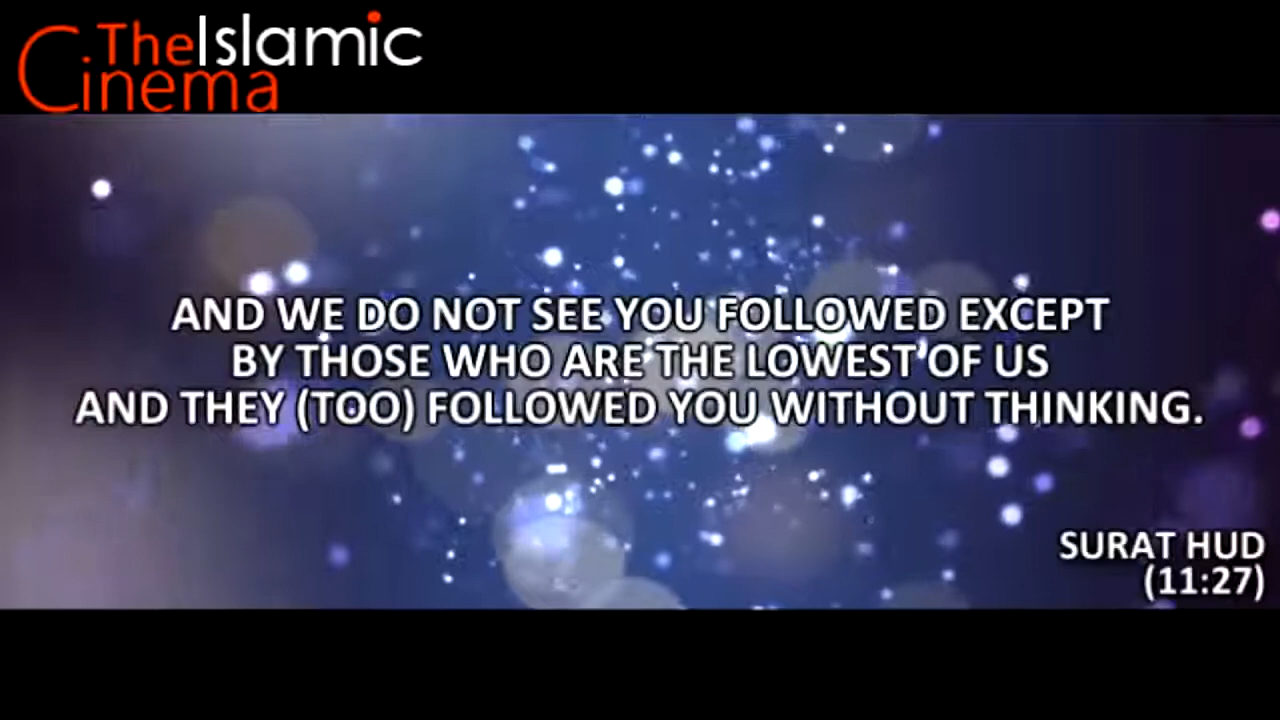 TheIslamic
Cinema
AND WE DO NOT SEE YOU FOLLOWED EXCEPT
BY THOSE WHO ARE THE LOWEST OF US
AND THEY (TOO) FOLLOWED YOU WITHOUT THINKING.
SURAT HUD
(11:27)